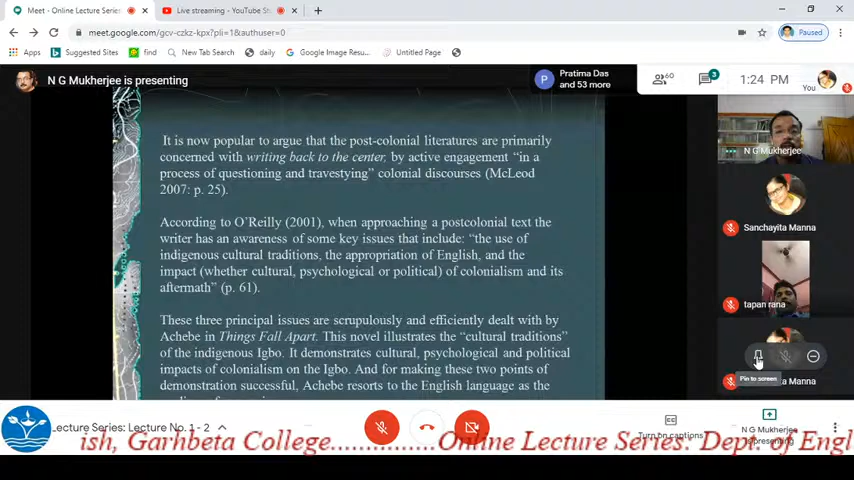 Meet - Online Lecture Series:
Live streaming - YouTube St
meet.google.com/gcv-czkz-kpx?pli=1&authuser=0
Paused
Apps
Suggested Sites
find
New Tab Search
daily
Google Image Resu...
Untitled Page
N G Mukherjee is presenting
P
Pratima Das
and 53 more
60
3
1:24 PM
You
It is now popular to argue that the post-colonial literatures are primarily
concerned with writing back to the center, by active engagement “in a
process of questioning and travestying” colonial discourses (McLeod
2007: p. 25).
According to O’Reilly (2001), when approaching a postcolonial text the
writer has an awareness of some key issues that include: “the use of
indigenous cultural traditions, the appropriation of English, and the
impact (whether cultural, psychological or political) of colonialism and its
aftermath” (p. 61).
These three principal issues are scrupulously and efficiently dealt with by
Achebe in Things Fall Apart. This novel illustrates the “cultural traditions”
of the indigenous Igbo. It demonstrates cultural, psychological and political
impacts of colonialism on the Igbo. And for making these two points of
demonstration successful, Achebe resorts to the English language as the
N G Mukherjee
Sanchayita Manna
tapan rana
Pin to screen
ta Manna
ecture Series: Lecture No. 1 - 2
Turn on captions
N G Mukherjee
is presenting
ish, Garhbeta College...............Online Lecture Series: Dept. of Engl